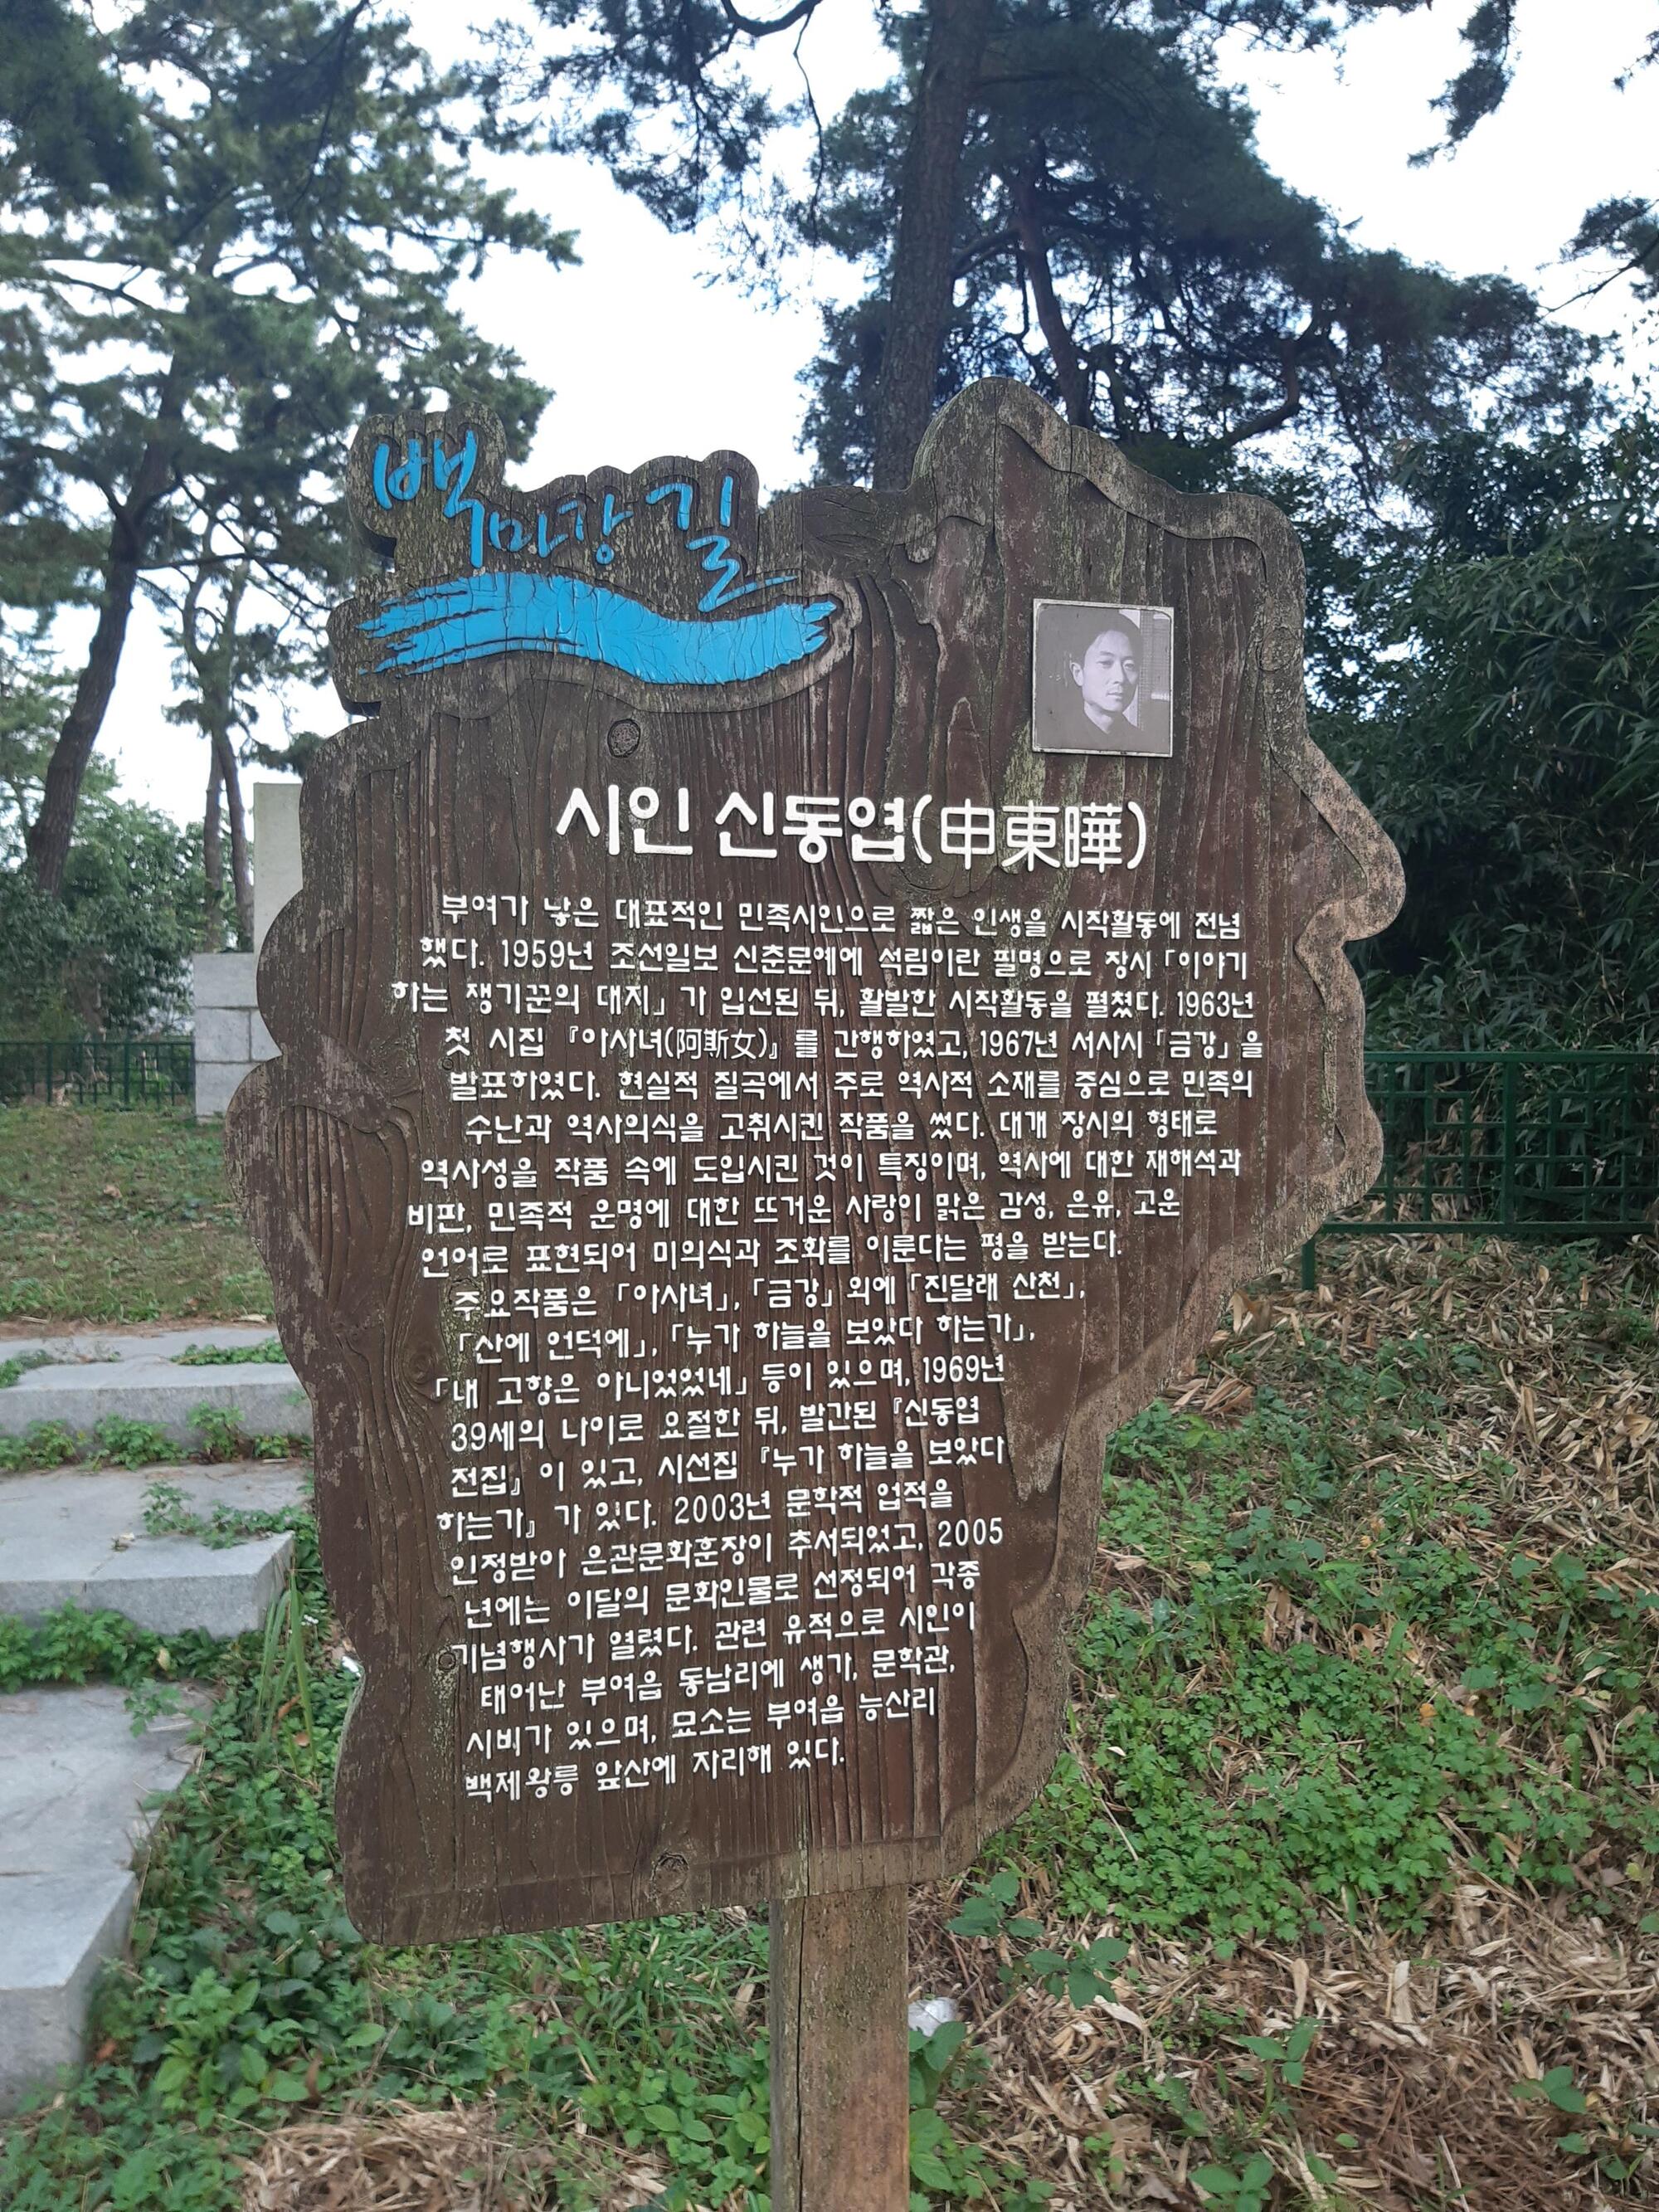 백마강길
시인 신동엽(申東曄)
부여가 낳은 대표적인 민족시인으로 짧은 인생을 시작활동에 전념
했다. 1959년 조선일보 신춘문예에 석림이란 필명으로 장시 「이야기
하는 쟁기꾼의 대지」가 입선된 뒤, 활발한 시작활동을 펼쳤다. 1963년
첫 시집 『아사녀(阿斯女)』를 간행하였고, 1967년 서사시 「금강」을
발표하였다. 현실적 질곡에서 주로 역사적 소재를 중심으로 민족의
수난과 역사의식을 고취시킨 작품을 썼다. 대개 장시의 형태로
역사성을 작품 속에 도입시킨 것이 특징이며, 역사에 대한 재해석과
비판, 민족적 운명에 대한 뜨거운 사랑이 맑은 감성, 은유, 고운
언어로 표현되어 미의식과 조화를 이룬다는 평을 받는다.
주요작품은 「아사녀」, 「금강」 외에 「진달래 산천」,
「산에 언덕에」, 「누가 하늘을 보았다 하는가」,
「내 고향은 아니었었네」 등이 있으며, 1969년
39세의 나이로 요절한 뒤, 발간된 『신동엽
전집』이 있고, 시선집 『누가 하늘을 보았다
하는가』가 있다. 2003년 문학적 업적을
인정받아 은관문화훈장이 추서되었고, 2005
년에는 이달의 문화인물로 선정되어 각종
기념행사가 열렸다. 관련 유적으로 시인이
태어난 부여읍 동남리에 생가, 문학관,
시비가 있으며, 묘소는 부여읍 능산리
백제왕릉 앞산에 자리해 있다.